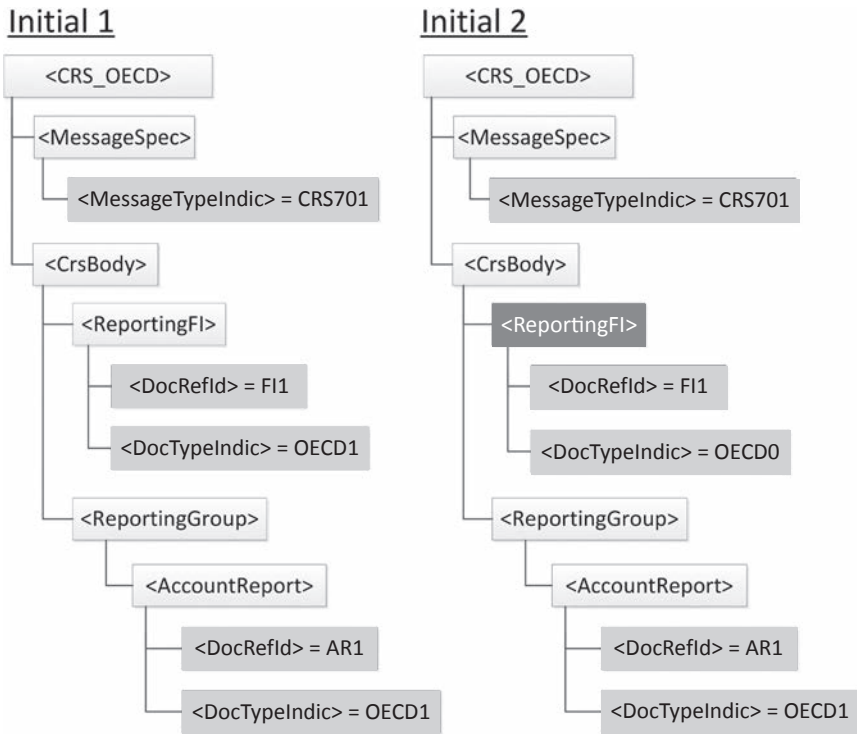 Initial 1
<CRS_OECD>
<MessageSpec>
<MessageTypeIndic> = CRS701
<CrsBody>
<ReportingFI>
<DocRefId> = FI1
<DocTypeIndic> = OECD1
<ReportingGroup>
<AccountReport>
<DocRefId> = AR1
<DocTypeIndic> = OECD1
Initial 2
<CRS_OECD>
<MessageSpec>
<MessageTypeIndic> = CRS701
<CrsBody>
<ReportingFI>
<DocRefId> = FI1
<DocTypeIndic> = OECD0
<ReportingGroup>
<AccountReport>
<DocRefId> = AR1
<DocTypeIndic> = OECD1